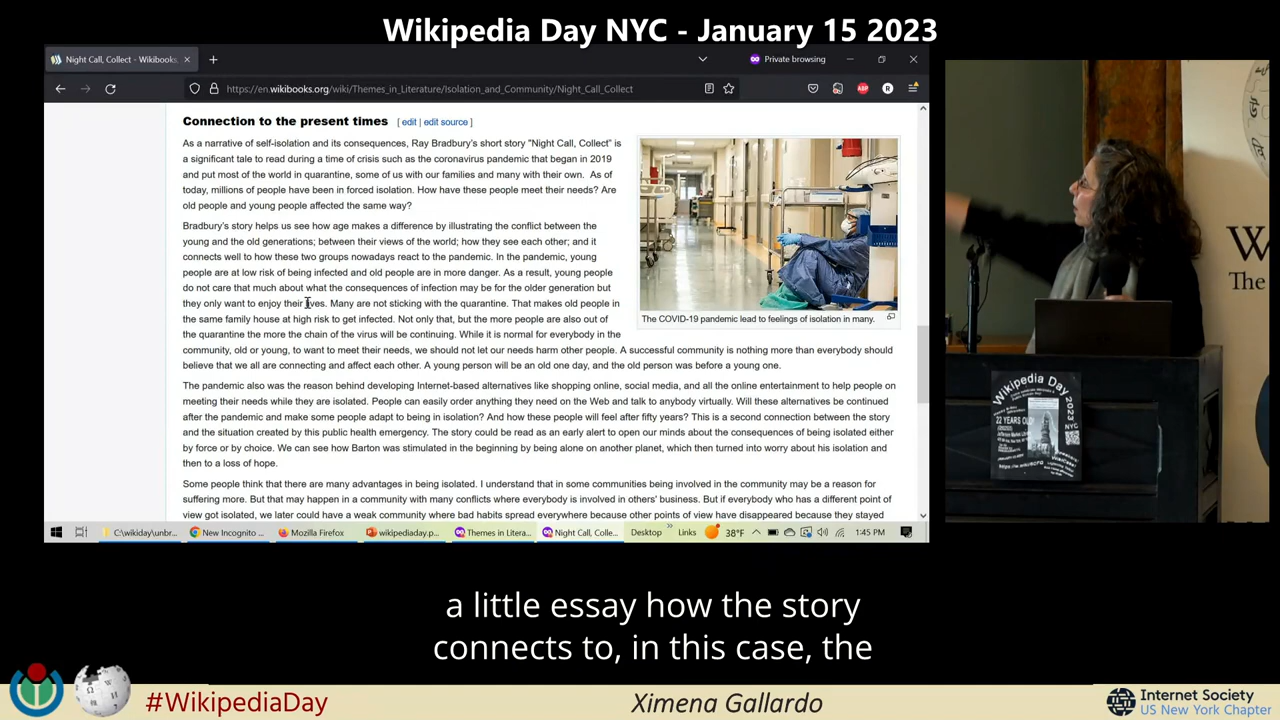 Wikipedia Day NYC - January 15 2023
Night Call, Collect - Wikibooks,
Private browsing
https://en.wikibooks.org/wiki/Themes_in_Literature/Isolation_and_Community/Night_Call_Collect
ABP
R
Connection to the present times [ edit | edit source ]
As a narrative of self-isolation and its consequences, Ray Bradbury's short story "Night Call, Collect" is
a significant tale to read during a time of crisis such as the coronavirus pandemic that began in 2019
and put most of the world in quarantine, some of us with our families and many with their own. As of
today, millions of people have been in forced isolation. How have these people meet their needs? Are
old people and young people affected the same way?
Bradbury's story helps us see how age makes a difference by illustrating the conflict between the
young and the old generations; between their views of the world; how they see each other; and it
connects well to how these two groups nowadays react to the pandemic. In the pandemic, young
people are at low risk of being infected and old people are in more danger. As a result, young people
do not care that much about what the consequences of infection may be for the older generation but
they only want to enjoy their lives. Many are not sticking with the quarantine. That makes old people in
the same family house at high risk to get infected. Not only that, but the more people are also out of
the quarantine the more the chain of the virus will be continuing. While it is normal for everybody in the
community, old or young, to want to meet their needs, we should not let our needs harm other people. A successful community is nothing more than everybody should
believe that we all are connecting and affect each other. A young person will be an old one day, and the old person was before a young one.
The COVID-19 pandemic lead to feelings of isolation in many.
The pandemic also was the reason behind developing Internet-based alternatives like shopping online, social media, and all the online entertainment to help people on
meeting their needs while they are isolated. People can easily order anything they need on the Web and talk to anybody virtually. Will these alternatives be continued
after the pandemic and make some people adapt to being in isolation? And how these people will feel after fifty years? This is a second connection between the story
and the situation created by this public health emergency. The story could be read as an early alert to open our minds about the consequences of being isolated either
by force or by choice. We can see how Barton was stimulated in the beginning by being alone on another planet, which then turned into worry about his isolation and
then to a loss of hope.
Some people think that there are many advantages in being isolated. I understand that in some communities being involved in the community may be a reason for
suffering more. But that may happen in a community with many conflicts where everybody is involved in others' business. But if everybody who has a different point of
view got isolated, we later could have a weak community where bad habits spread everywhere because other points of view have disappeared because they stayed
C:\wikiday\unbr...
New Incognito ...
Mozilla Firefox
wikipediaday.p...
Themes in Litera...
Night Call, Colle...
Desktop
Links
38°F
1:45 PM
W
The
Wikipedia Day
2023
NYC
22 YEARS OLD!
a little essay how the story
connects to, in this case, the
#WikipediaDay
Ximena Gallardo
Internet Society
US New York Chapter